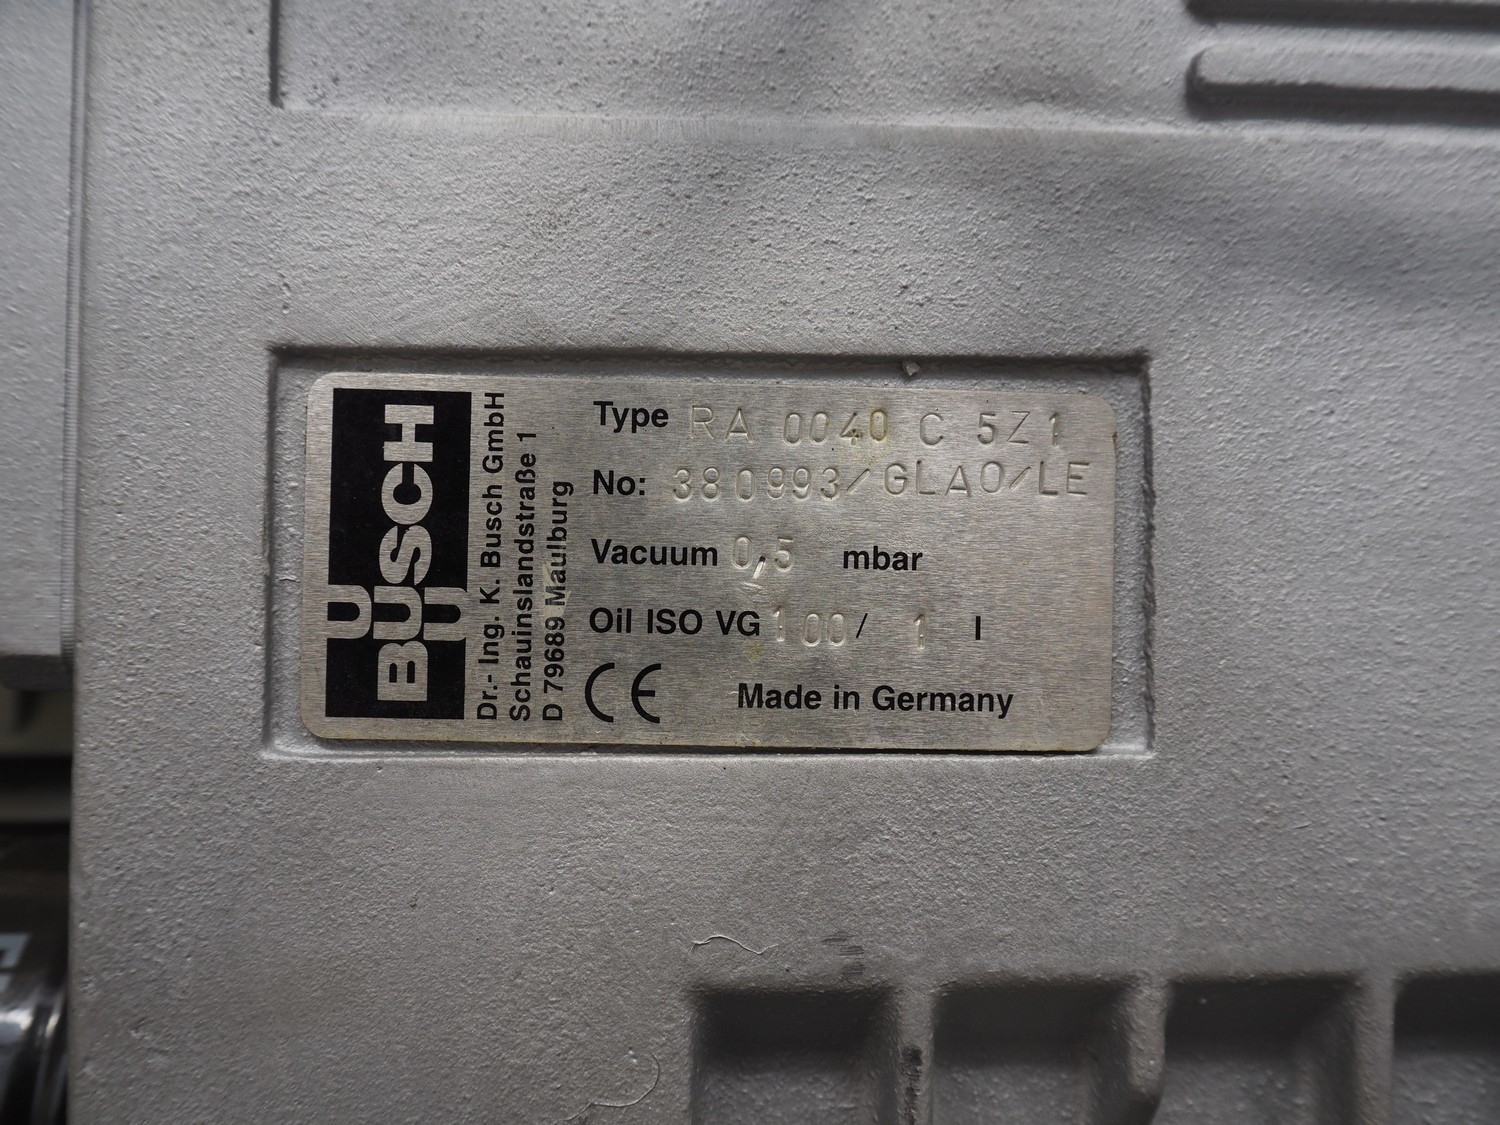 BUSCH
Dr.- Ing. K. Busch GmbH
Schauinslandstraße 1
D 79689 Maulburg
Type RA 0040 C 5Z1
No: 380993/GLAO/LE
Vacuum 0,5 mbar
Oil ISO VG 100/ 1 l
CE Made in Germany